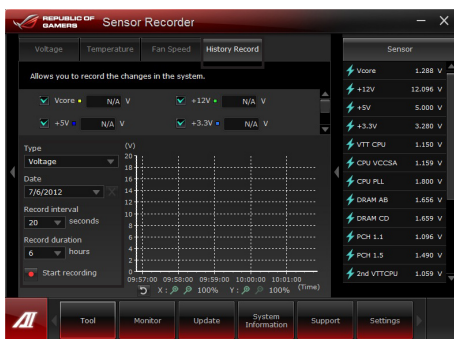 REPUBLIC OF GAMERS Sensor Recorder
Voltage Temperature Fan Speed History Record
Allows you to record the changes in the system.
Vcore N/A V +12V N/A V
+5V N/A V +3.3V N/A V
Type
Voltage
Date
7/6/2012
Record interval
20 seconds
Record duration
6 hours
Start recording
(V)
20
18
16
14
12
10
8
6
4
2
0
09:57:00 09:58:00 09:59:00 10:00:00 10:01:00
(Time)
X : 100% Y : 100%
Sensor
Vcore 1.288 V
+12V 12.096 V
+5V 5.000 V
+3.3V 3.280 V
VTT CPU 1.150 V
CPU VCCSA 1.159 V
CPU PLL 1.800 V
DRAM AB 1.656 V
DRAM CD 1.659 V
PCH 1.1 1.096 V
PCH 1.5 1.490 V
2nd VTTCPU 1.059 V
Tool Monitor Update System Information Support Settings